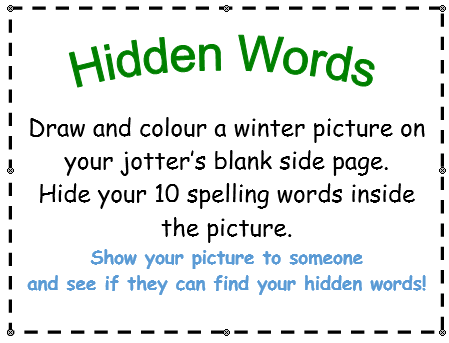 Hidden Words
Draw and colour a winter picture on
your jotter's blank side page.
Hide your 10 spelling words inside
the picture.
Show your picture to someone
and see if they can find your hidden words!